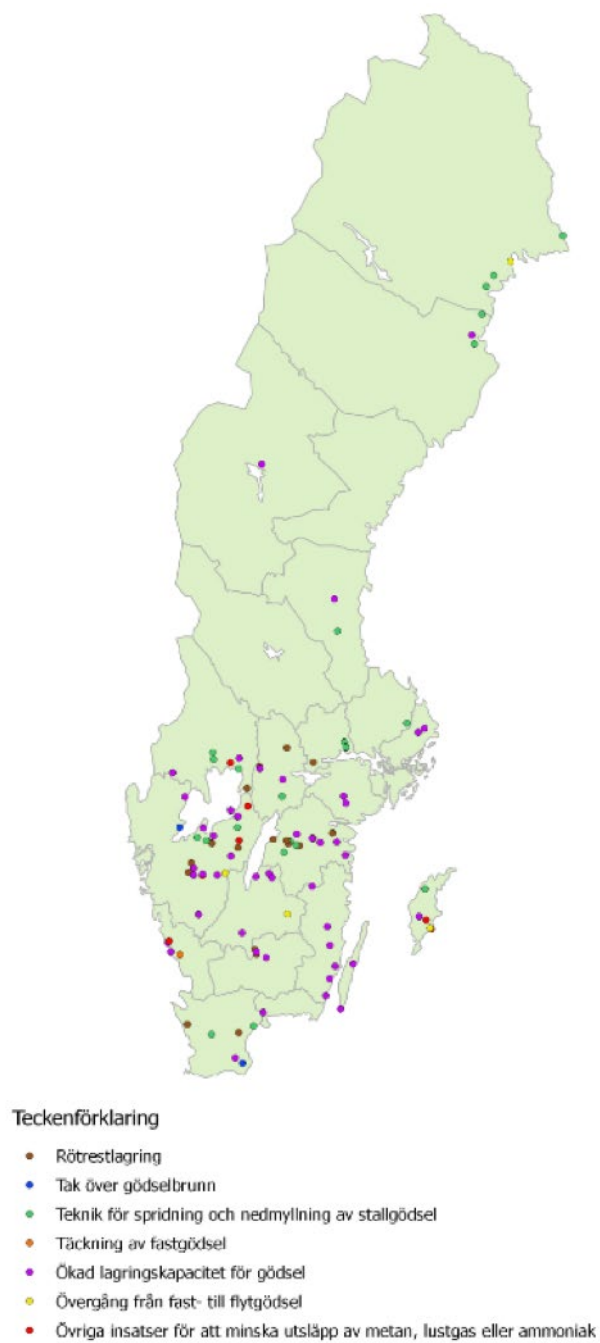 Teckenförklaring
Rötrestlagring
Tak över gödselbrunn
Teknik för spridning och nedmyllning av stallgödsel
Täckning av fastgödsel
Ökad lagringskapacitet för gödsel
Övergång från fast- till flytgödsel
Övriga insatser för att minska utsläpp av metan, lustgas eller ammoniak